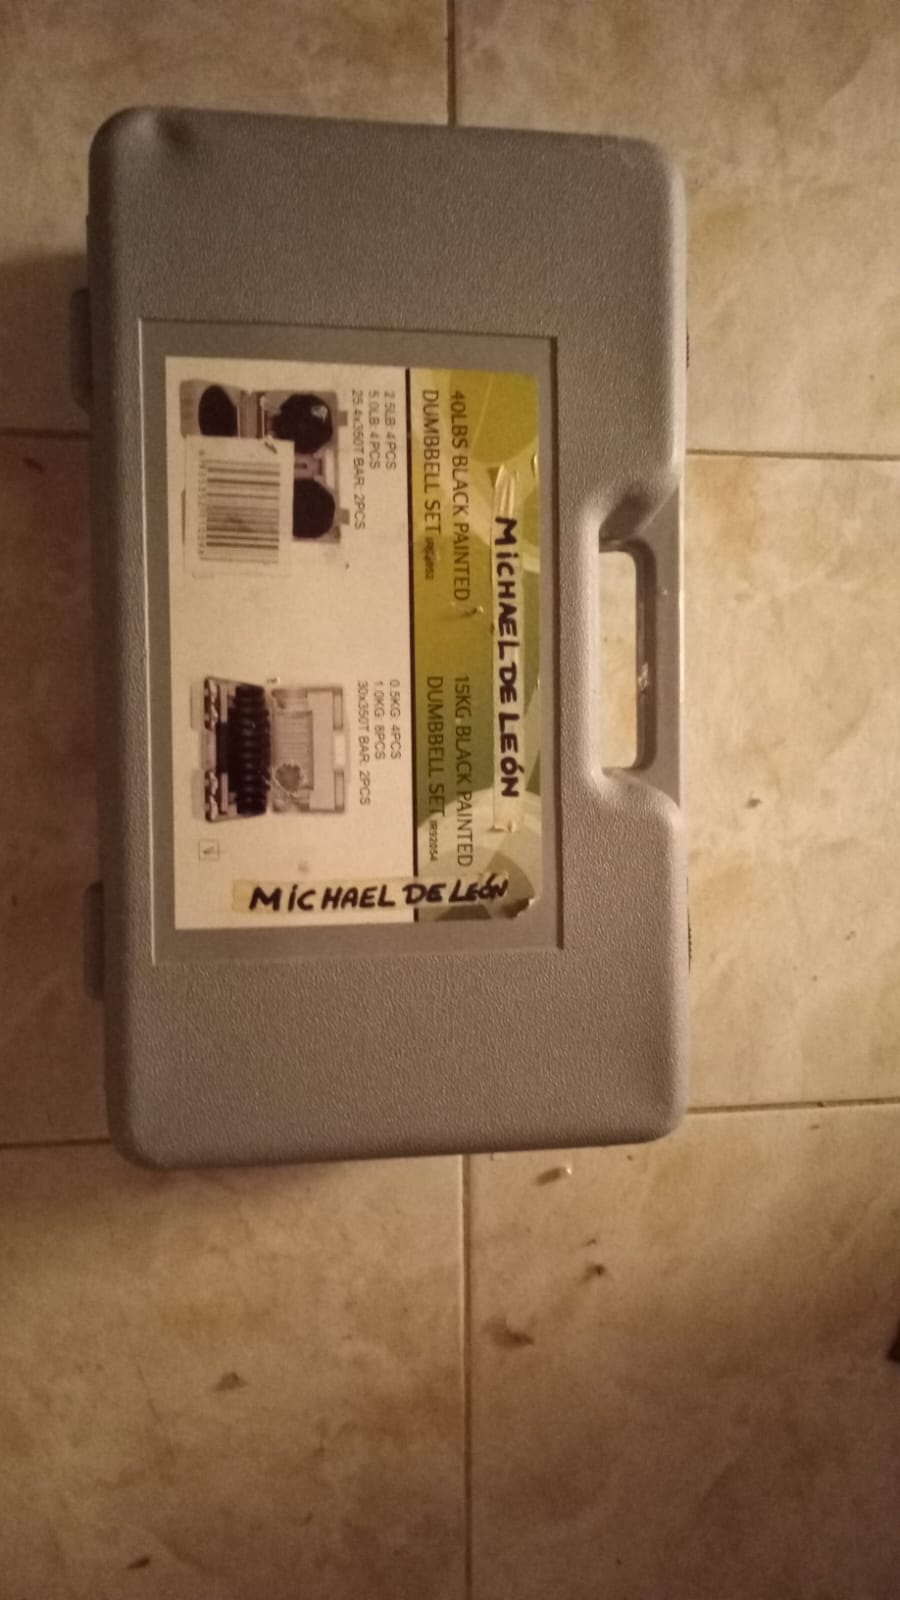 MiCHAEL DE LEÓN
40LBS BLACK PAINTED
DUMBBELL SET
2.5LB: 4PCS
5.0LB: 4PCS
25.4x350T BAR: 2PCS
15KG BLACK PAINTED
DUMBBELL SET IR92054
0.5KG: 4PCS
1.0KG: 8PCS
30x350T BAR: 2PCS
MiCHAEL DE LEÓN